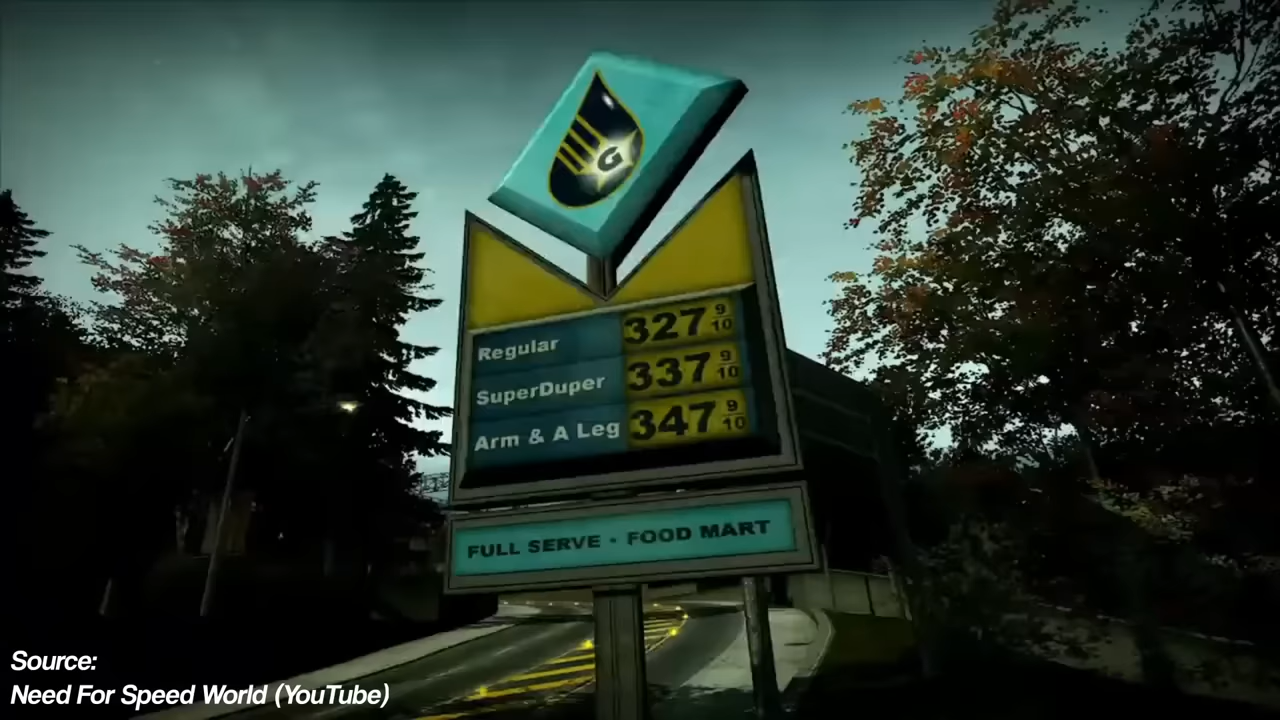 G
Regular 327 9/10
SuperDuper 337 9/10
Arm & A Leg 347 9/10
FULL SERVE • FOOD MART
Source:
Need For Speed World (YouTube)